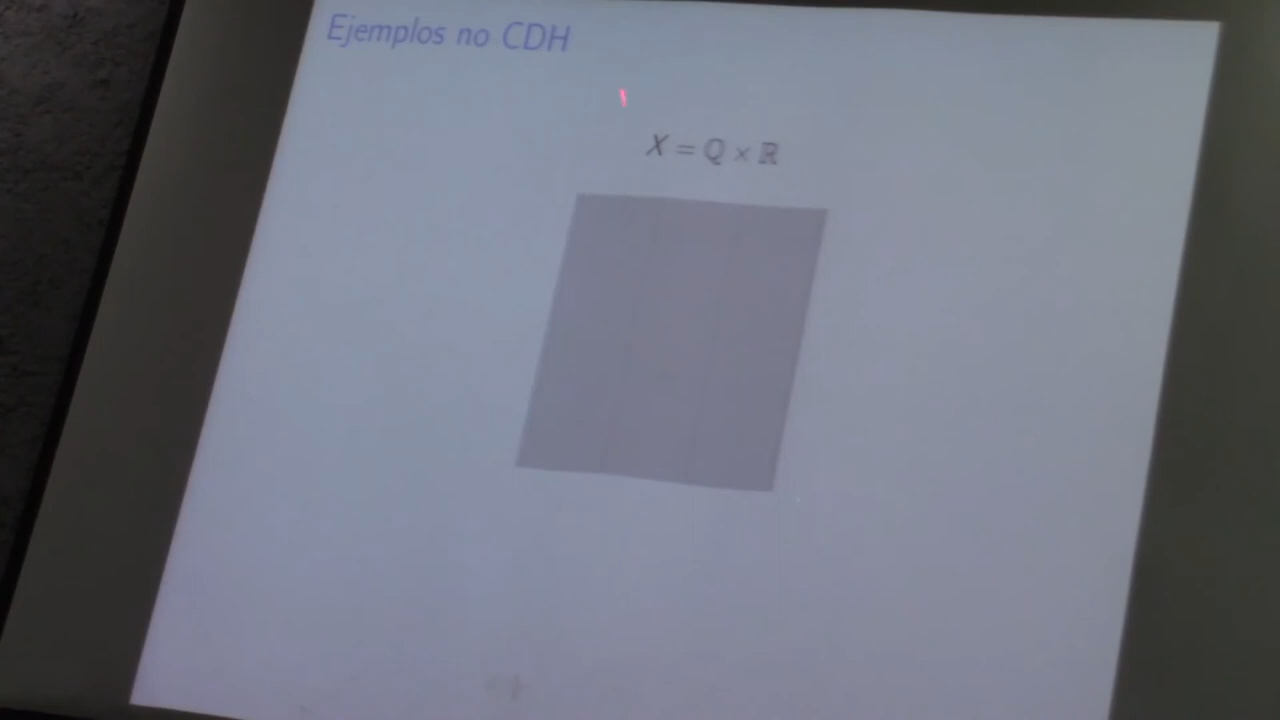 Ejemplos no CDH
X = Q × ℝ